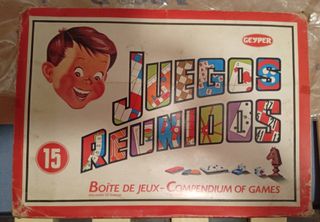 GEYPER
JUEGOS
REUNIDOS
15
BOÎTE DE JEUX - COMPENDIUM OF GAMES